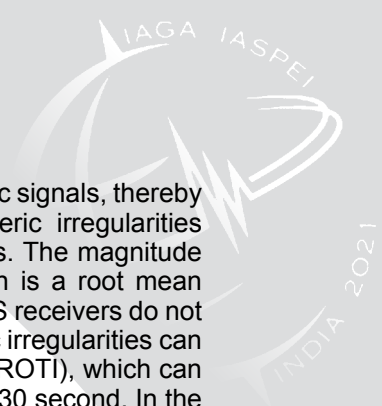 IAGA IASPEI
INDIA 2021
c signals, thereby
eric irregularities
s. The magnitude
n is a root mean
S receivers do not
c irregularities can
ROTI), which can
30 second. In the